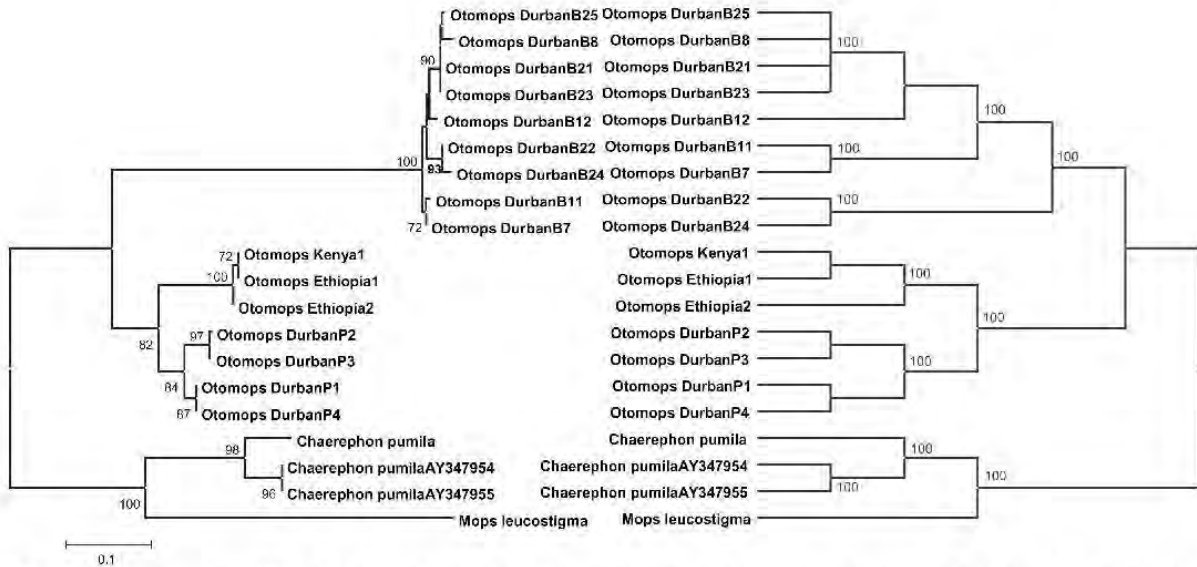 Otomops DurbanB25 Otomops DurbanB25
100
Otomops DurbanB8 Otomops DurbanB8
90
Otomops DurbanB21 Otomops DurbanB21
Otomops DurbanB23 Otomops DurbanB23
100
Otomops DurbanB12 Otomops DurbanB12
Otomops DurbanB22 Otomops DurbanB11
100 93 100 100
Otomops DurbanB24 Otomops DurbanB7
Otomops DurbanB11 Otomops DurbanB22
100
72 Otomops DurbanB7 Otomops DurbanB24
72 Otomops Kenya1 Otomops Kenya1
100 100
Otomops Ethiopia1 Otomops Ethiopia1
Otomops Ethiopia2 Otomops Ethiopia2
100
97 Otomops DurbanP2 Otomops DurbanP2
82
Otomops DurbanP3 Otomops DurbanP3
100
84 Otomops DurbanP1 Otomops DurbanP1
87 Otomops DurbanP4 Otomops DurbanP4
Chaerephon pumila Chaerephon pumila
98 100
Chaerephon pumilaAY347954 Chaerephon pumilaAY347954
100
96 Chaerephon pumilaAY347955 Chaerephon pumilaAY347955
100 100
Mops leucostigma Mops leucostigma
0.1